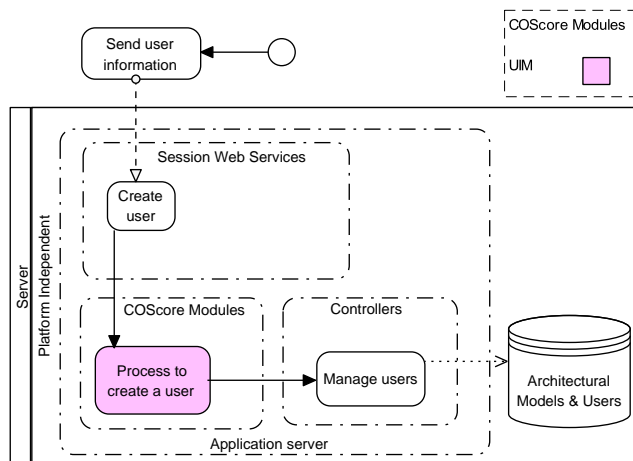 COScore Modules
UIM
Send user
information
Session Web Services
Create
user
Server
Platform Independent
COScore Modules
Controllers
Process to
create a user
Manage users
Architectural
Models & Users
Application server